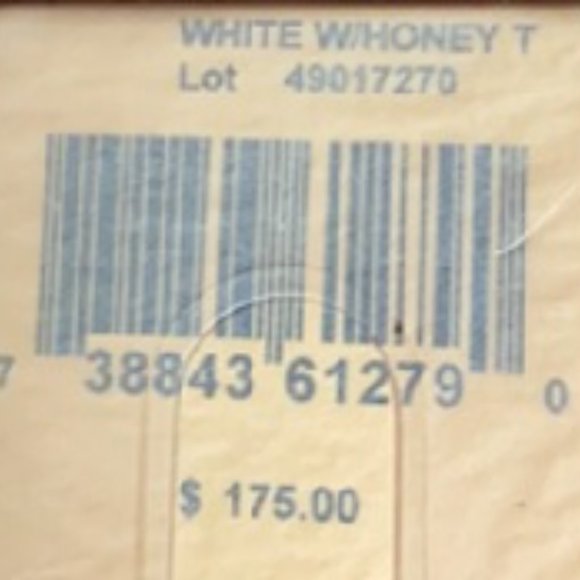 WHITE W/HONEY T
Lot 49017270
7 38843 61279 0
$ 175.00